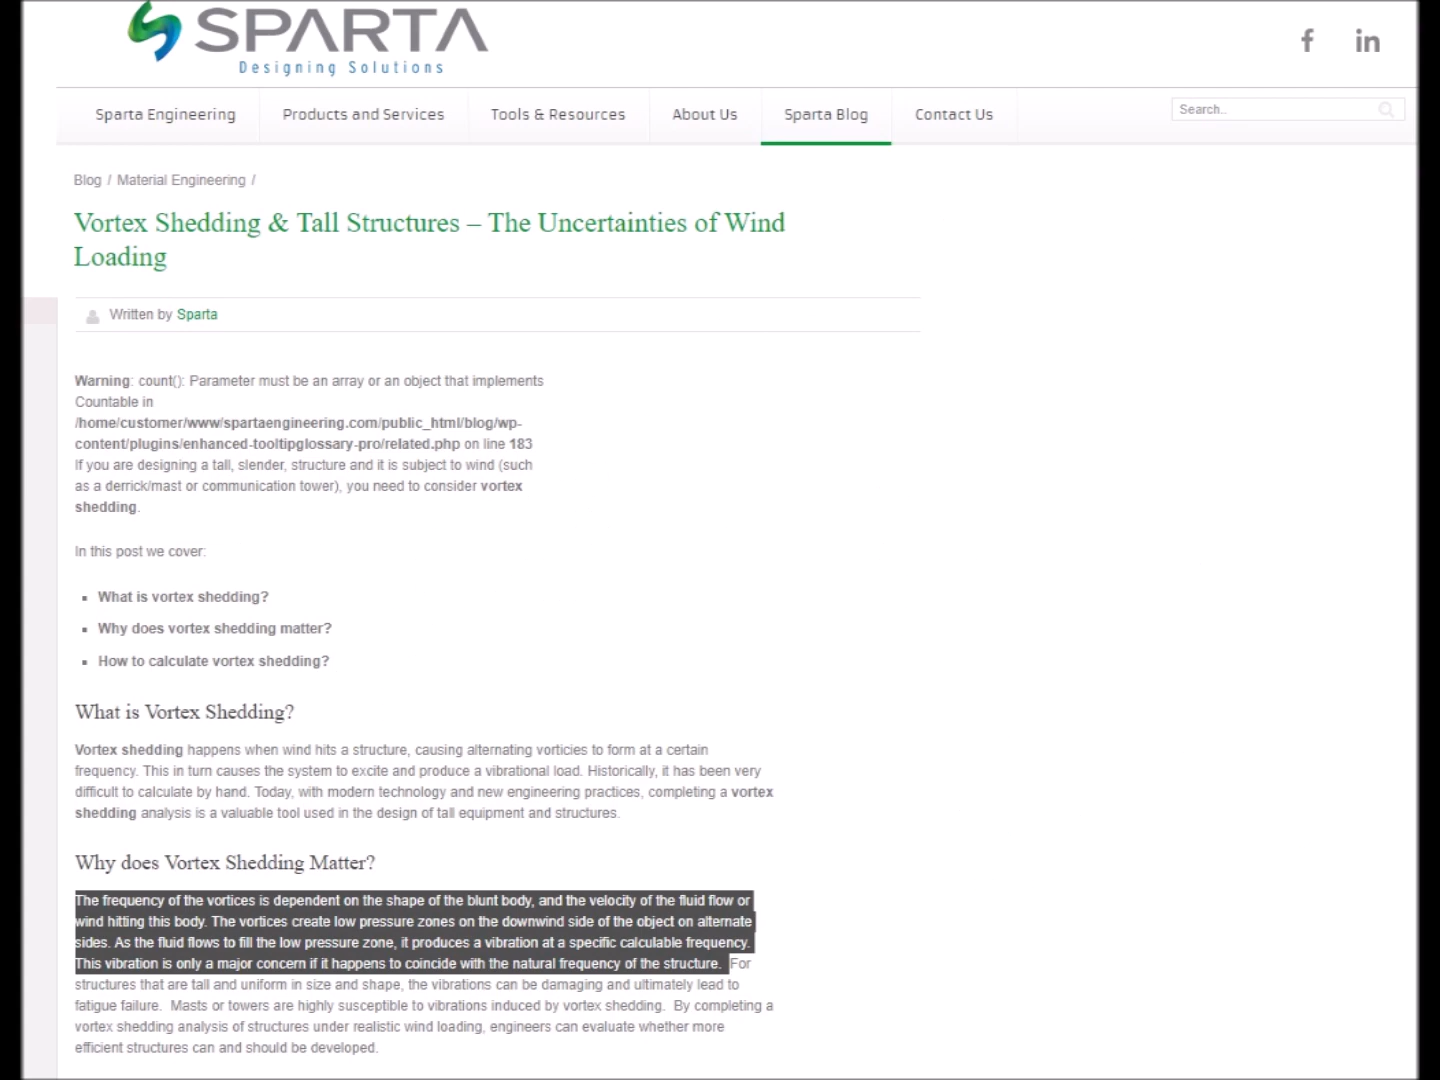 SPARTA
Designing Solutions
Sparta Engineering
Products and Services
Tools & Resources
About Us
Sparta Blog
Contact Us
Search..
Blog / Material Engineering /
Vortex Shedding & Tall Structures – The Uncertainties of Wind
Loading
Written by Sparta
Warning: count(): Parameter must be an array or an object that implements
Countable in
/home/customer/www/spartaengineering.com/public_html/blog/wp-
content/plugins/enhanced-tooltipglossary-pro/related.php on line 183
If you are designing a tall, slender, structure and it is subject to wind (such
as a derrick/mast or communication tower), you need to consider vortex
shedding.
In this post we cover:
What is vortex shedding?
Why does vortex shedding matter?
How to calculate vortex shedding?
What is Vortex Shedding?
Vortex shedding happens when wind hits a structure, causing alternating vorticies to form at a certain
frequency. This in turn causes the system to excite and produce a vibrational load. Historically, it has been very
difficult to calculate by hand. Today, with modern technology and new engineering practices, completing a vortex
shedding analysis is a valuable tool used in the design of tall equipment and structures.
Why does Vortex Shedding Matter?
The frequency of the vortices is dependent on the shape of the blunt body, and the velocity of the fluid flow or
wind hitting this body. The vortices create low pressure zones on the downwind side of the object on alternate
sides. As the fluid flows to fill the low pressure zone, it produces a vibration at a specific calculable frequency.
This vibration is only a major concern if it happens to coincide with the natural frequency of the structure. For
structures that are tall and uniform in size and shape, the vibrations can be damaging and ultimately lead to
fatigue failure. Masts or towers are highly susceptible to vibrations induced by vortex shedding. By completing a
vortex shedding analysis of structures under realistic wind loading, engineers can evaluate whether more
efficient structures can and should be developed.